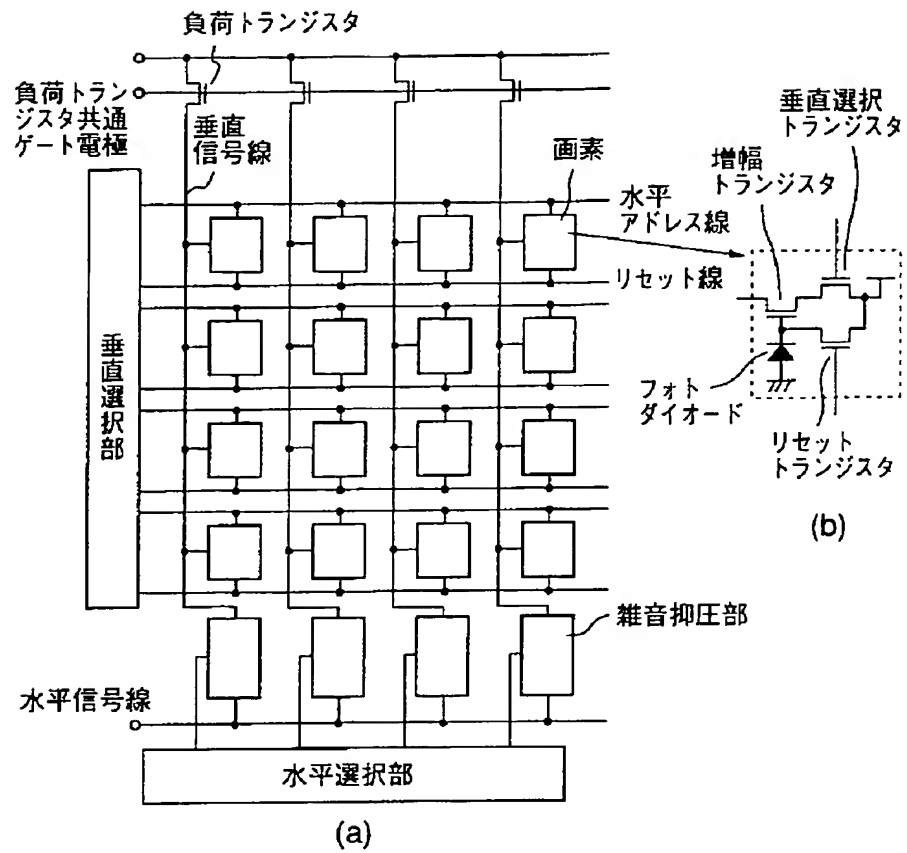 負荷トランジスタ
負荷トラン
ジスタ共通
ゲート電極
垂直
信号線
画素
水平
アドレス線
リセット線
垂直選択部
垂直選択
トランジスタ
増幅
トランジスタ
フォト
ダイオード
リセット
トランジスタ
(b)
雑音抑圧部
水平信号線
水平選択部
(a)